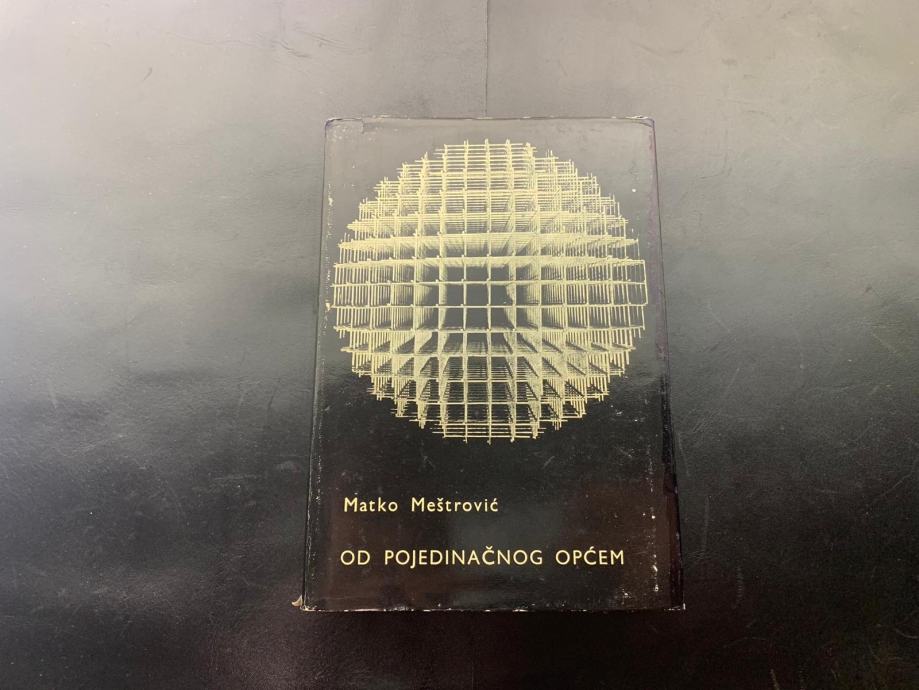 Matko Meštrović
OD POJEDINAČNOG OPĆEM